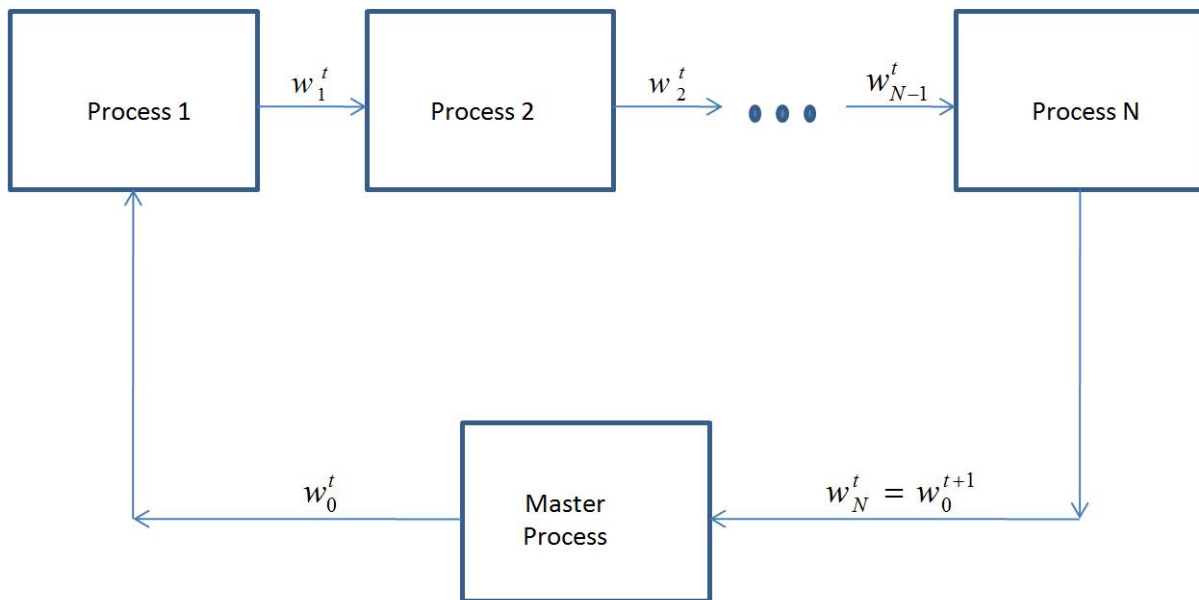 Process 1
w_1^t
Process 2
w_2^t
w_{N-1}^t
Process N
w_0^t
Master
Process
w_N^t = w_0^{t+1}